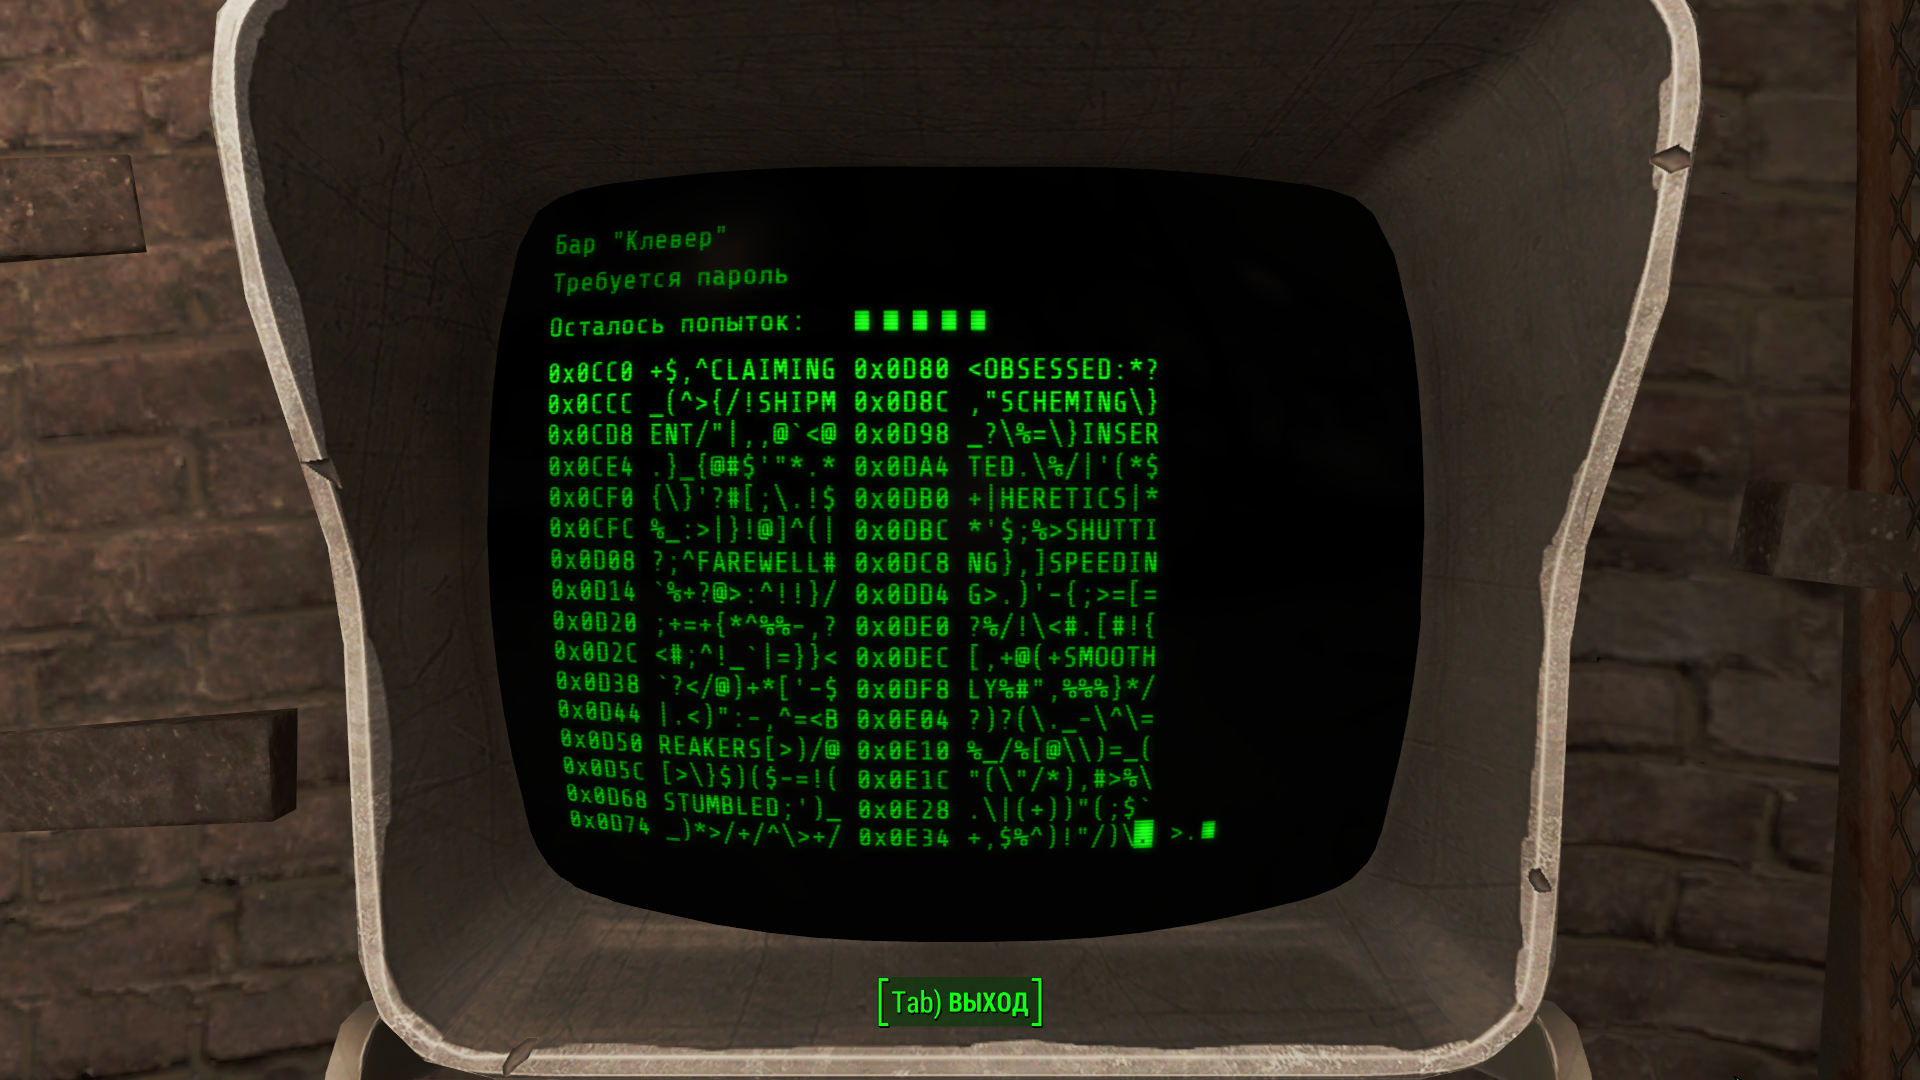 Бар "Клевер"
Требуется пароль
Осталось попыток:
0x0CC0 +$,^CLAIMING 0x0D80 <OBSESSED:*?
0x0CCC _(^>{/!SHIPM 0x0D8C ,"SCHEMING\}
0x0CD8 ENT/"|,,@`<@ 0x0D98 _?\%=\}INSER
0x0CE4 .}_{@#$'"*.* 0x0DA4 TED.\%/|'(*$
0x0CF0 {\}'?#[;\.!$ 0x0DB0 +|HERETICS|*
0x0CFC %_:>|}!@]^(| 0x0DBC *'$;%>SHUTTI
0x0D08 ?;^FAREWELL# 0x0DC8 NG},]SPEEDIN
0x0D14 `%+?@>:^!!}/ 0x0DD4 G>.)'-{;>=[=
0x0D20 ;+=+{*^%%-,? 0x0DE0 ?%/!\<#.[#!{
0x0D2C <#;^!_`|=}}< 0x0DEC [,+@(+SMOOTH
0x0D38 `?</@)+*['-$ 0x0DF8 LY%#",%%%}*/
0x0D44 |.<)":-,^=<B 0x0E04 ?)?(\._-\^\=
0x0D50 REAKERS[>)/@ 0x0E10 %_/%[@\\)=_(
0x0D5C [>\}$)($-=!( 0x0E1C "(\"/*),#>%\
0x0D68 STUMBLED;')_ 0x0E28 .\|(+))"(;$`
0x0D74 _)*>/+/^\>+/ 0x0E34 +,$%^)!"/)\. >.
Tab) ВЫХОД